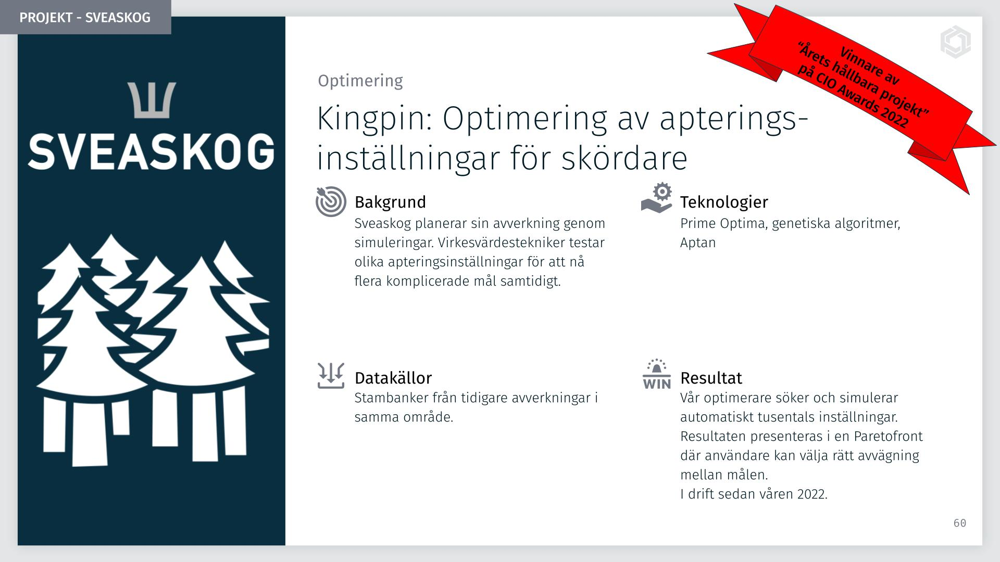 PROJEKT - SVEASKOG
SVEASKOG
Vinnare av
“Årets hållbara projekt”
på CIO Awards 2022
Optimering
Kingpin: Optimering av apterings-
inställningar för skördare
Bakgrund
Sveaskog planerar sin avverkning genom
simuleringar. Virkesvärdestekniker testar
olika apteringsinställningar för att nå
flera komplicerade mål samtidigt.
Teknologier
Prime Optima, genetiska algoritmer,
Aptan
Datakällor
Stambanker från tidigare avverkningar i
samma område.
WIN
Resultat
Vår optimerare söker och simulerar
automatiskt tusentals inställningar.
Resultaten presenteras i en Paretofront
där användare kan välja rätt avvägning
mellan målen.
I drift sedan våren 2022.
60